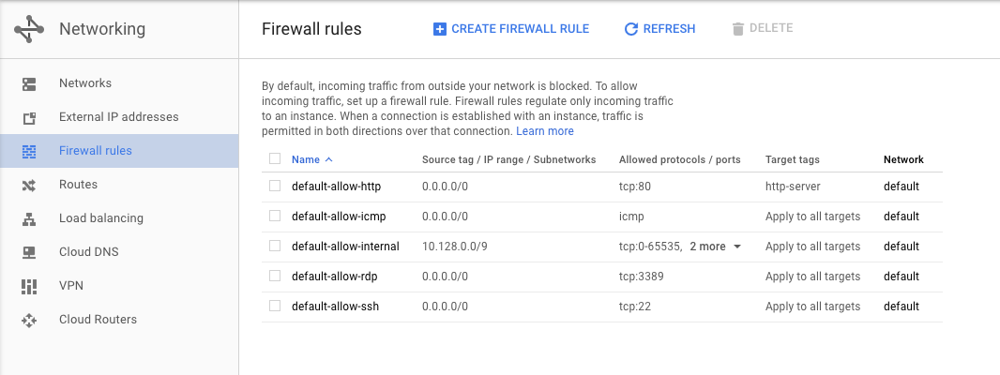 Networking
Firewall rules
CREATE FIREWALL RULE
REFRESH
DELETE
Networks
External IP addresses
Firewall rules
Routes
Load balancing
Cloud DNS
VPN
Cloud Routers
By default, incoming traffic from outside your network is blocked. To allow
incoming traffic, set up a firewall rule. Firewall rules regulate only incoming traffic
to an instance. When a connection is established with an instance, traffic is
permitted in both directions over that connection. Learn more
Name Source tag / IP range / Subnetworks Allowed protocols / ports Target tags Network
default-allow-http 0.0.0.0/0 tcp:80 http-server default
default-allow-icmp 0.0.0.0/0 icmp Apply to all targets default
default-allow-internal 10.128.0.0/9 tcp:0-65535, 2 more Apply to all targets default
default-allow-rdp 0.0.0.0/0 tcp:3389 Apply to all targets default
default-allow-ssh 0.0.0.0/0 tcp:22 Apply to all targets default